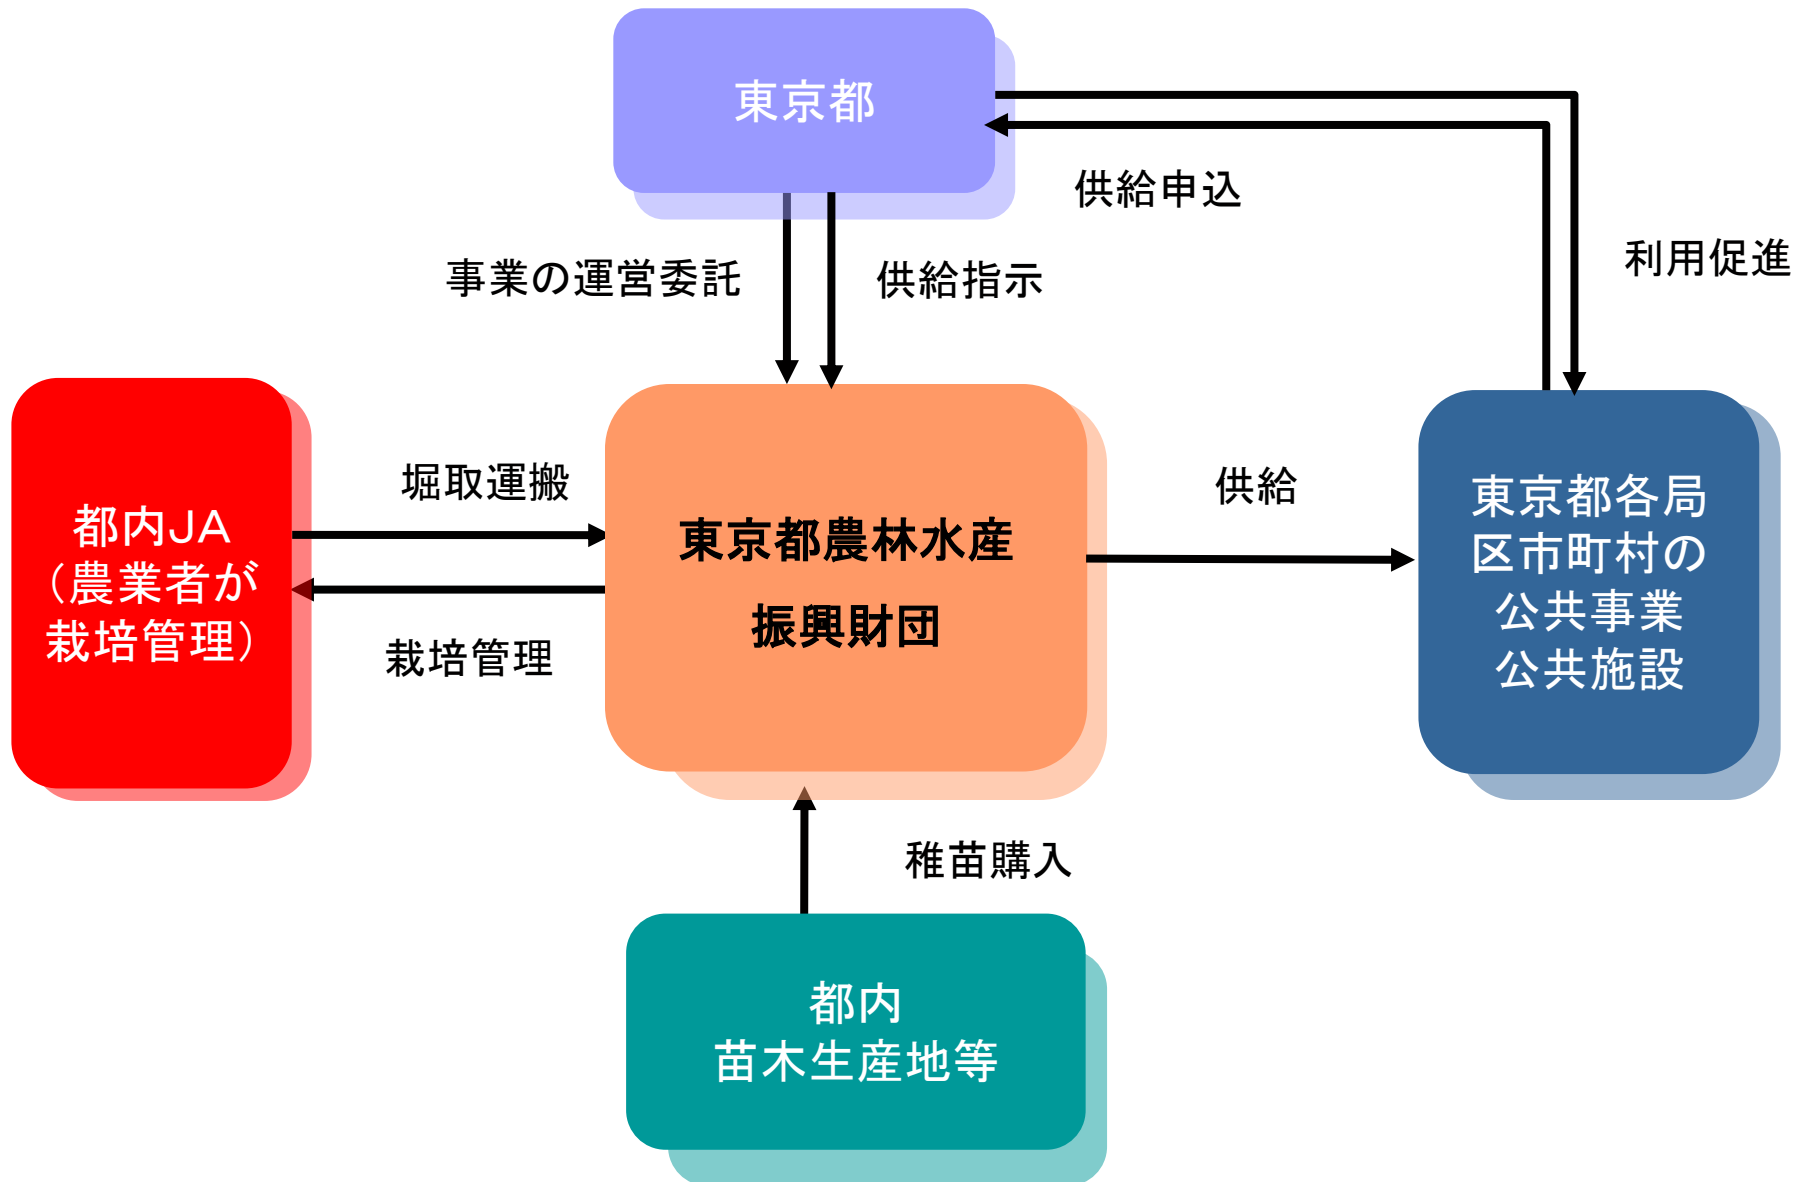 東京都
供給申込
利用促進
事業の運営委託
供給指示
都内JA
（農業者が
栽培管理）
堀取運搬
栽培管理
東京都農林水産
振興財団
供給
東京都各局
区市町村の
公共事業
公共施設
稚苗購入
都内
苗木生産地等